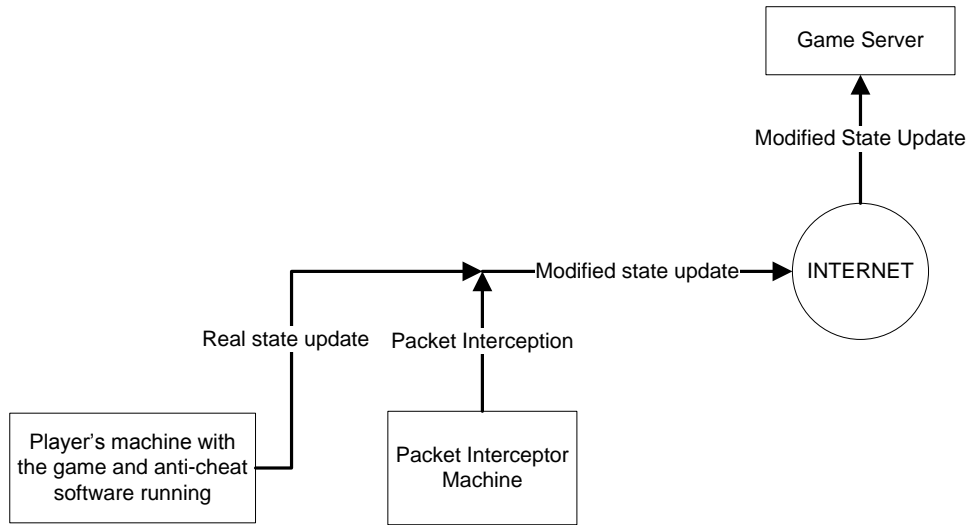 Game Server
Modified State Update
INTERNET
Modified state update
Real state update
Packet Interception
Player's machine with
the game and anti-cheat
software running
Packet Interceptor
Machine